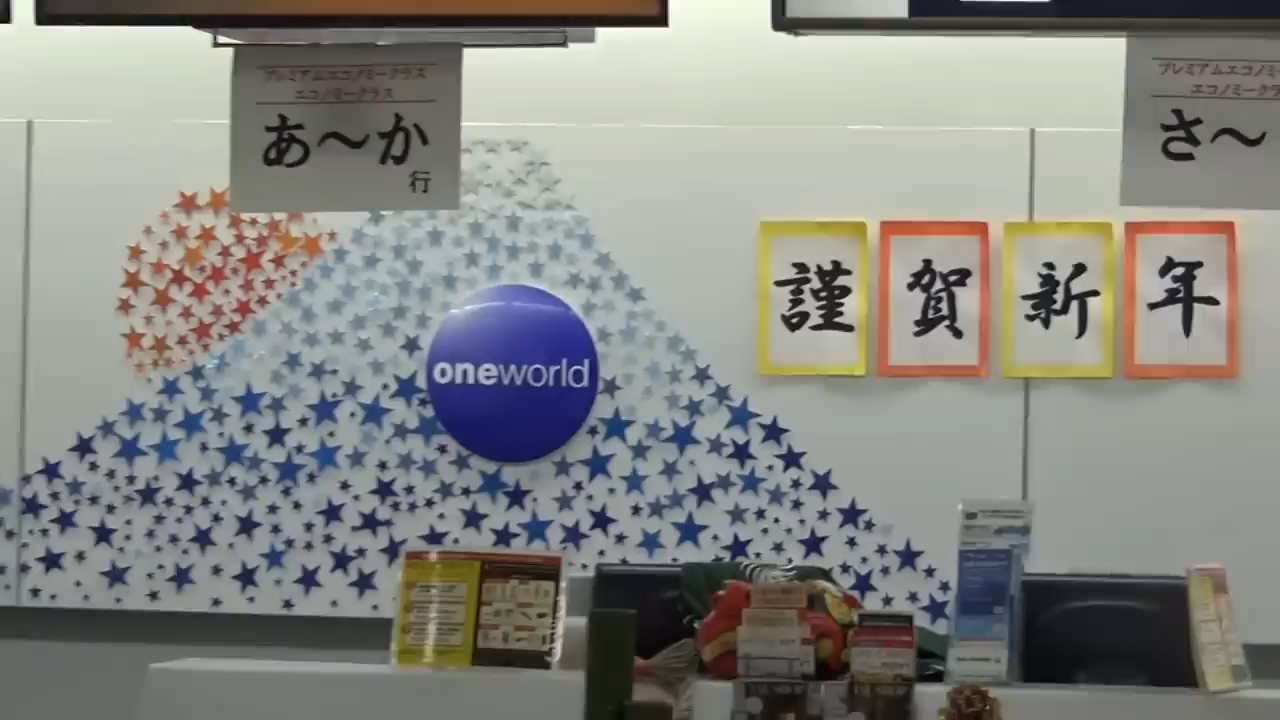 プレミアムエコノミークラス
エコノミークラス
あ〜か
行
プレミアムエコノミー
エコノミークラ
さ〜
oneworld
謹賀新年